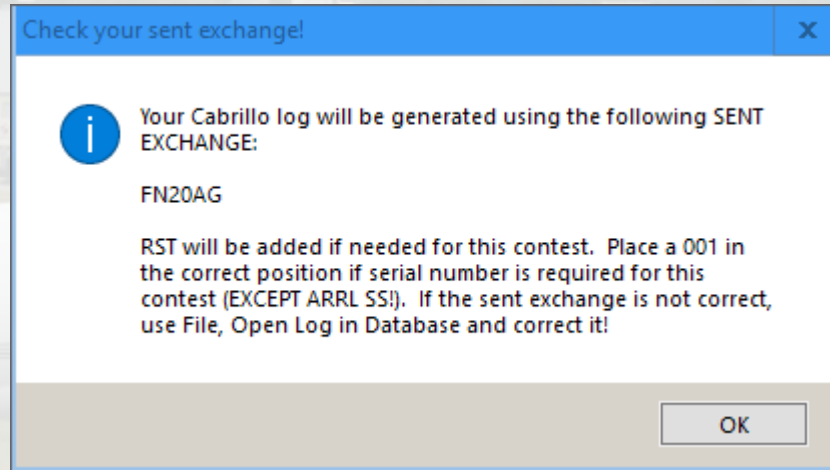 Check your sent exchange!
x
i
Your Cabrillo log will be generated using the following SENT
EXCHANGE:
FN20AG
RST will be added if needed for this contest.  Place a 001 in
the correct position if serial number is required for this
contest (EXCEPT ARRL SS!).  If the sent exchange is not correct,
use File, Open Log in Database and correct it!
OK